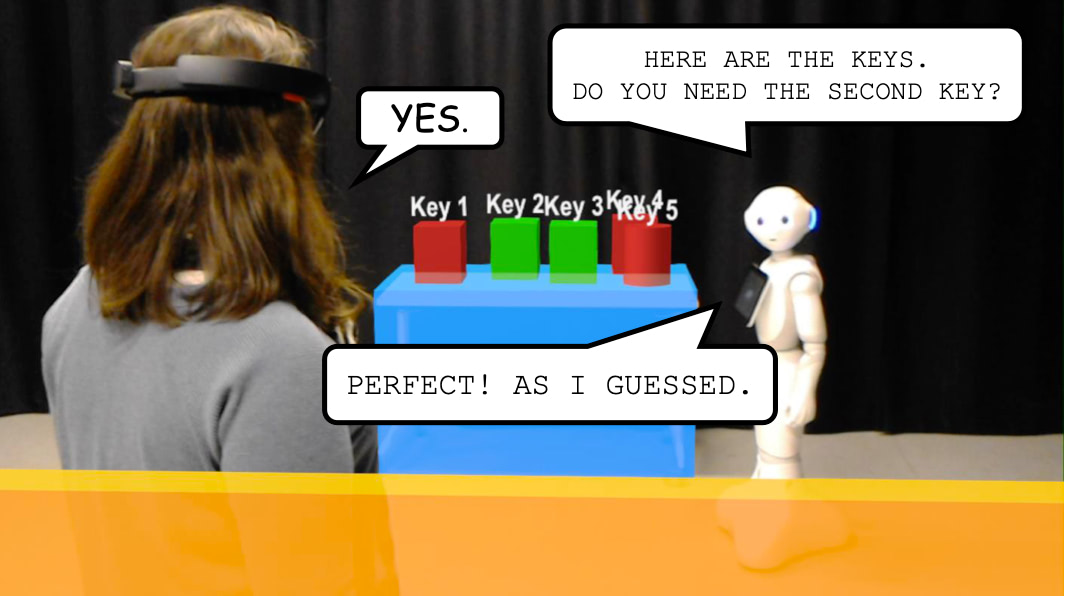 HERE ARE THE KEYS.
DO YOU NEED THE SECOND KEY?
YES.
Key 1 Key 2 Key 3 Key 4
Key 5
PERFECT! AS I GUESSED.